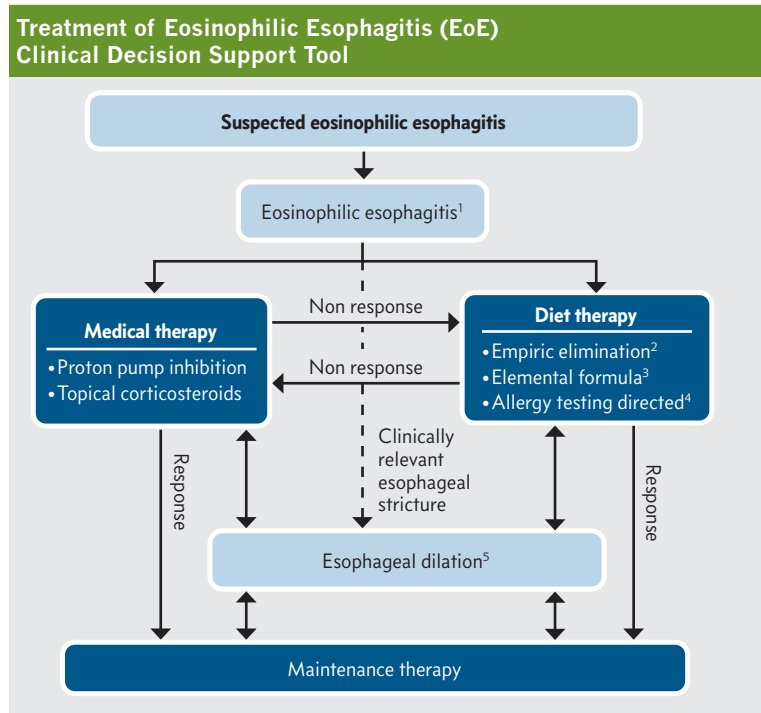 Treatment of Eosinophilic Esophagitis (EoE)
Clinical Decision Support Tool
Suspected eosinophilic esophagitis
Eosinophilic esophagitis¹
Non response
Medical therapy
•Proton pump inhibition
•Topical corticosteroids
Diet therapy
•Empiric elimination²
•Elemental formula³
•Allergy testing directed⁴
Non response
Response
Clinically
relevant
esophageal
stricture
Response
Esophageal dilation⁵
Maintenance therapy